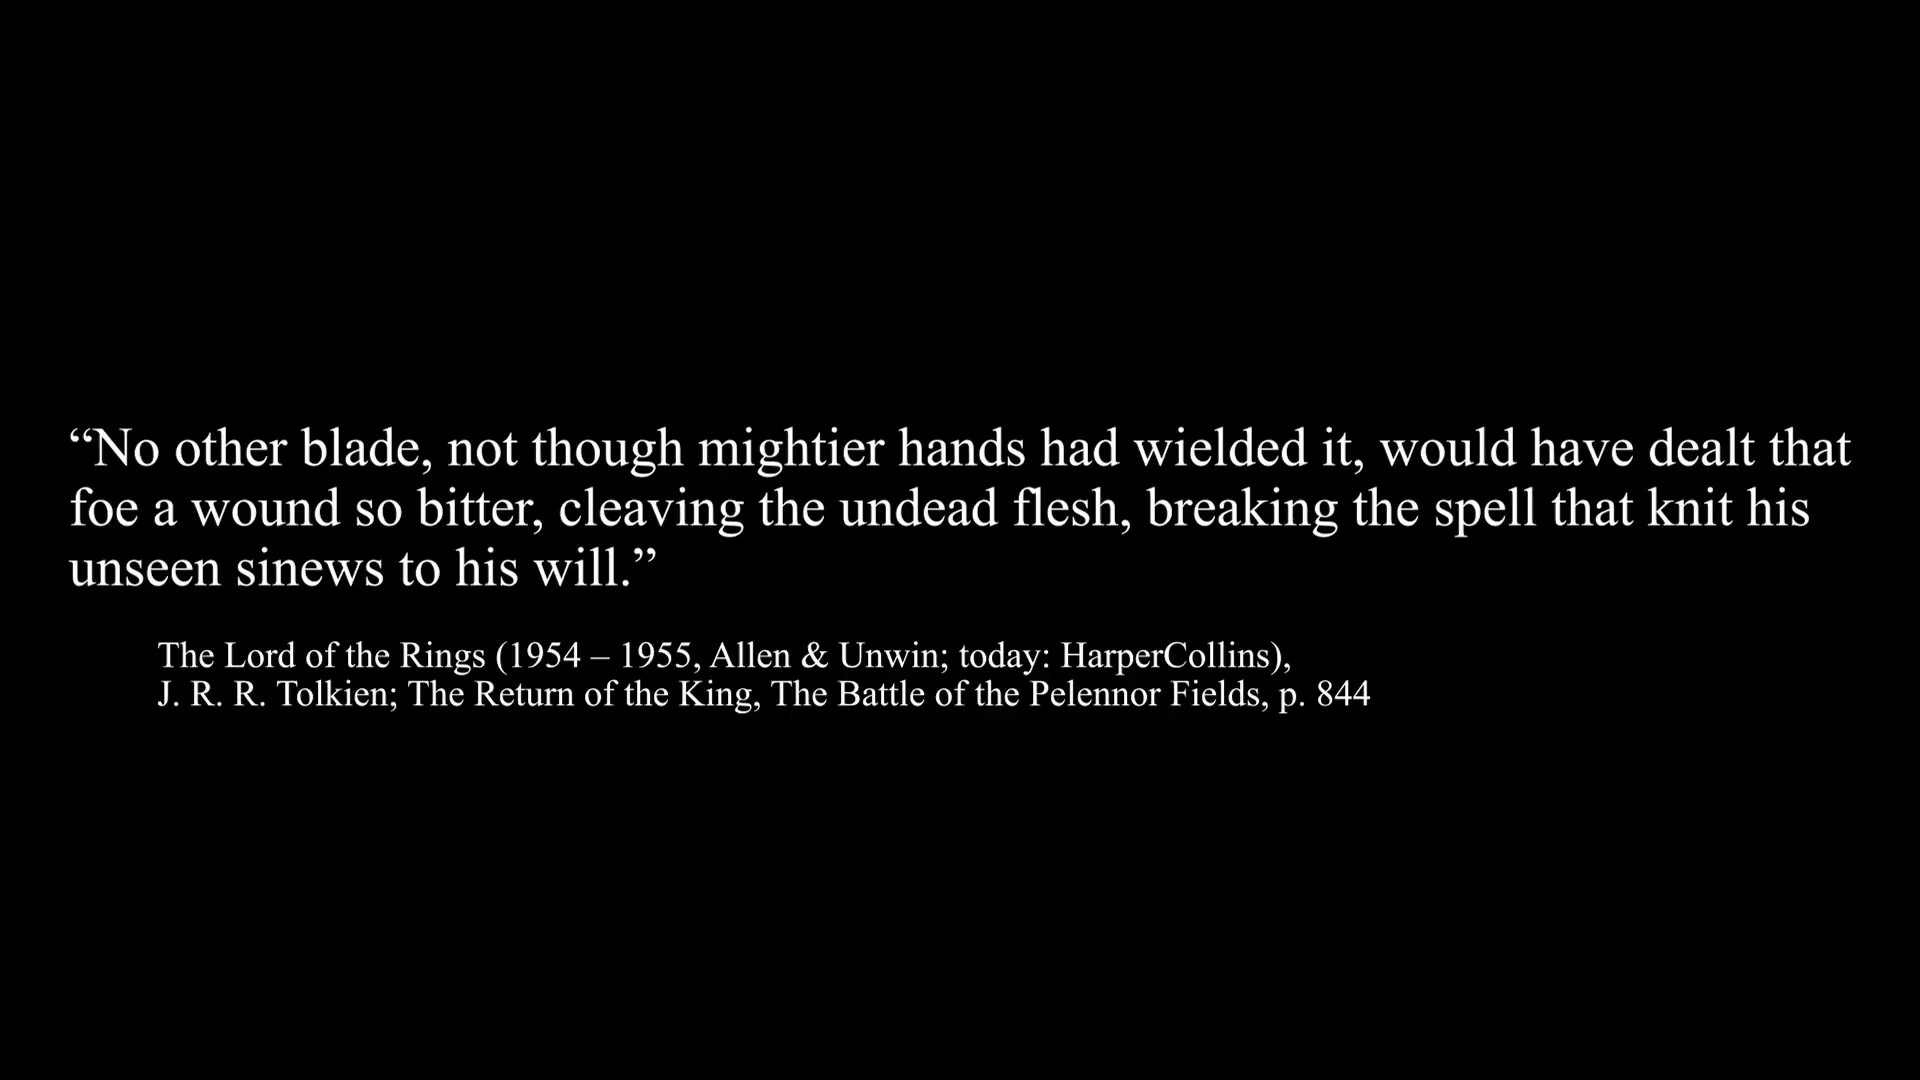 “No other blade, not though mightier hands had wielded it, would have dealt that
foe a wound so bitter, cleaving the undead flesh, breaking the spell that knit his
unseen sinews to his will.”
The Lord of the Rings (1954 – 1955, Allen & Unwin; today: HarperCollins),
J. R. R. Tolkien; The Return of the King, The Battle of the Pelennor Fields, p. 844